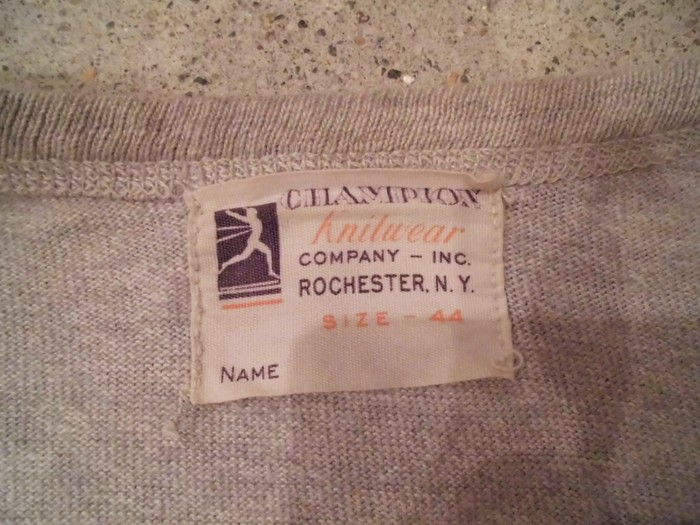 CHAMPION
Knitwear
COMPANY - INC.
ROCHESTER, N. Y.
SIZE - 44
NAME